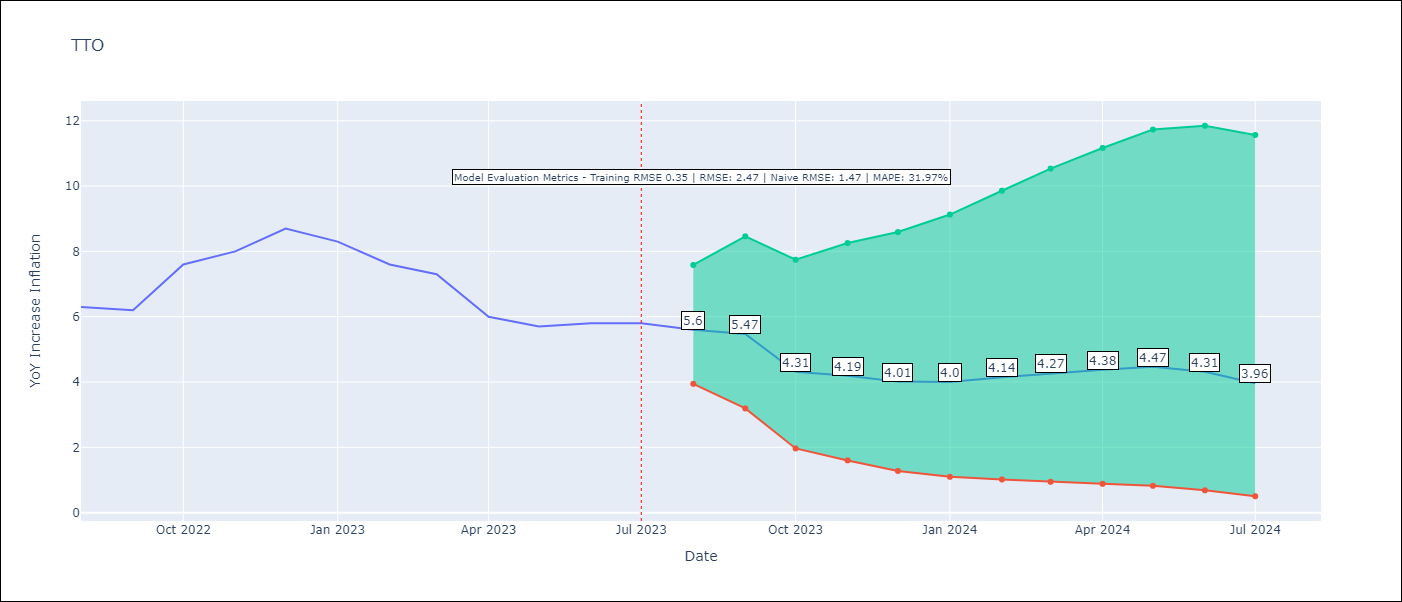 TTO
12
10
8
6
4
2
0
YoY Increase Inflation
Model Evaluation Metrics - Training RMSE 0.35 | RMSE: 2.47 | Naive RMSE: 1.47 | MAPE: 31.97%
5.6
5.47
4.31
4.19
4.01
4.0
4.14
4.27
4.38
4.47
4.31
3.96
Oct 2022
Jan 2023
Apr 2023
Jul 2023
Oct 2023
Jan 2024
Apr 2024
Jul 2024
Date